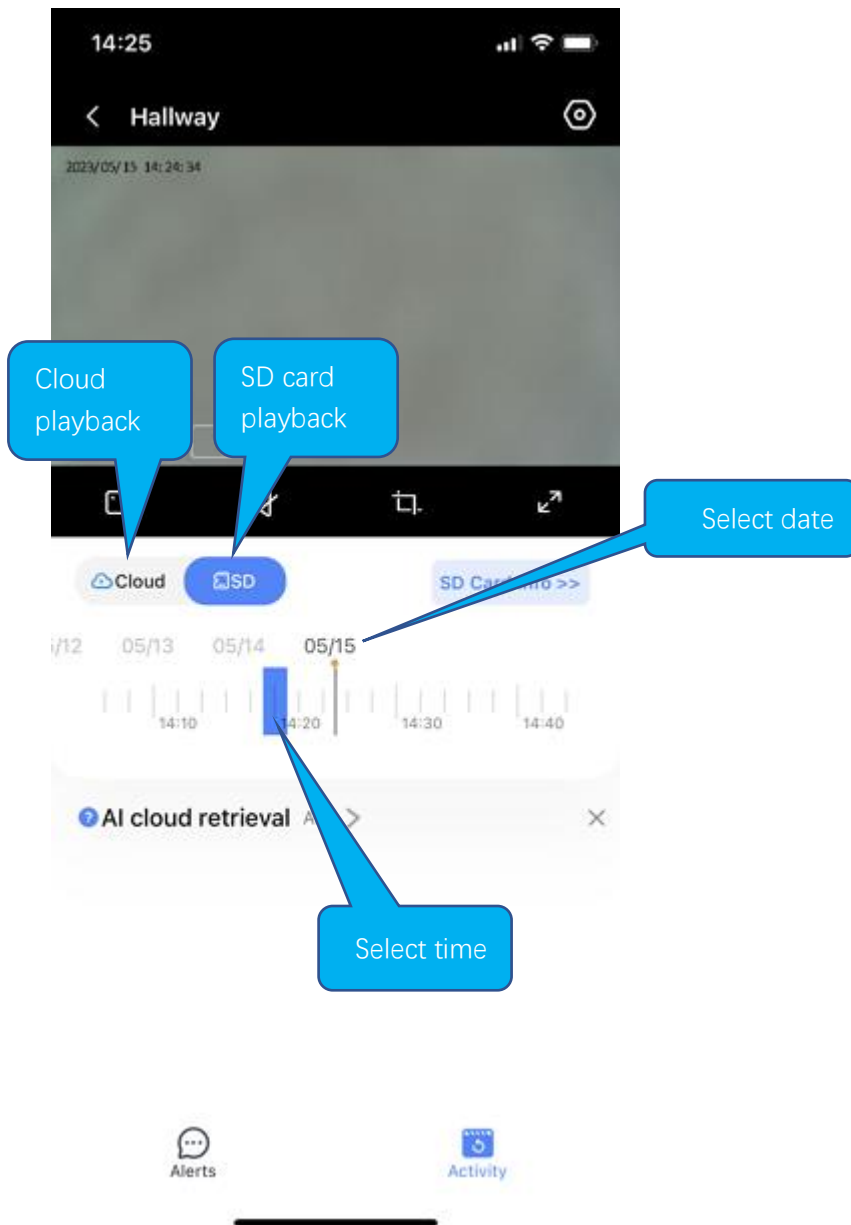 14:25
Hallway
2023/05/15 14:24:34
Cloud
playback
SD card
playback
Select date
Cloud
SD
SD Card >>
/12 05/13 05/14 05/15
14:10 14:20 14:30 14:40
AI cloud retrieval
Select time
Alerts
Activity